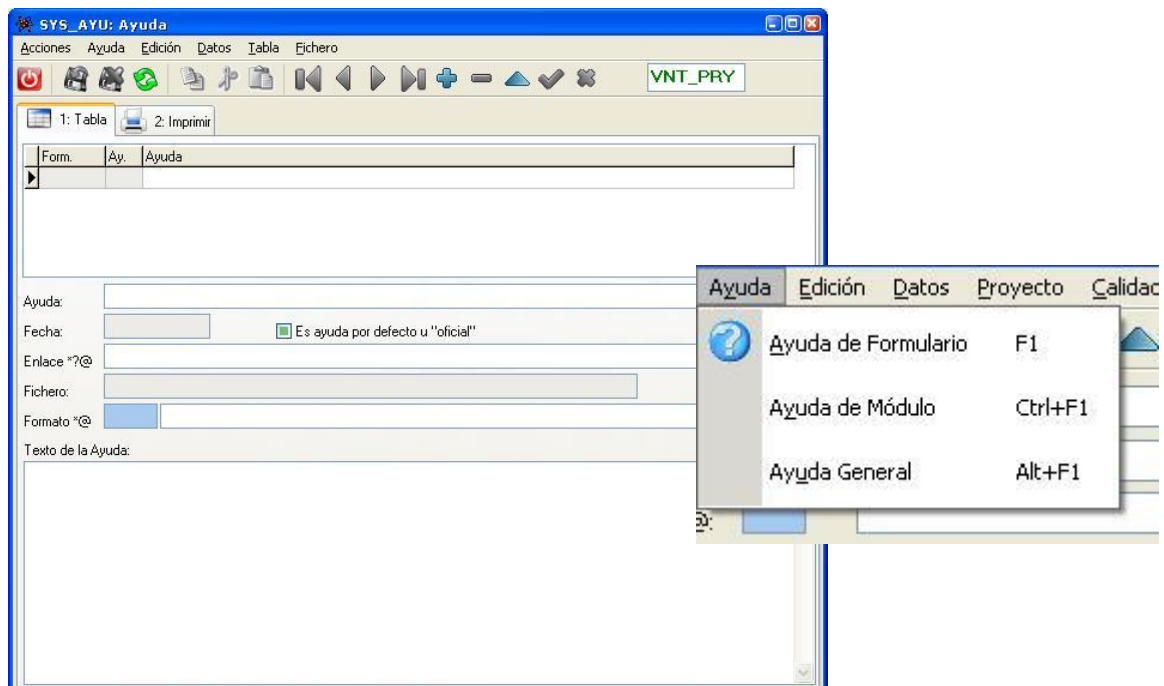 SYS_AYU: Ayuda
Acciones Ayuda Edición Datos Tabla Fichero
VNT_PRY
1: Tabla 2: Imprimir
Form. Ay. Ayuda
Ayuda:
Fecha: Es ayuda por defecto u "oficial"
Enlace *?@
Fichero:
Formato *@
Texto de la Ayuda:
Ayuda Edición Datos Proyecto Calidac
Ayuda de Formulario F1
Ayuda de Módulo Ctrl+F1
Ayuda General Alt+F1
@: